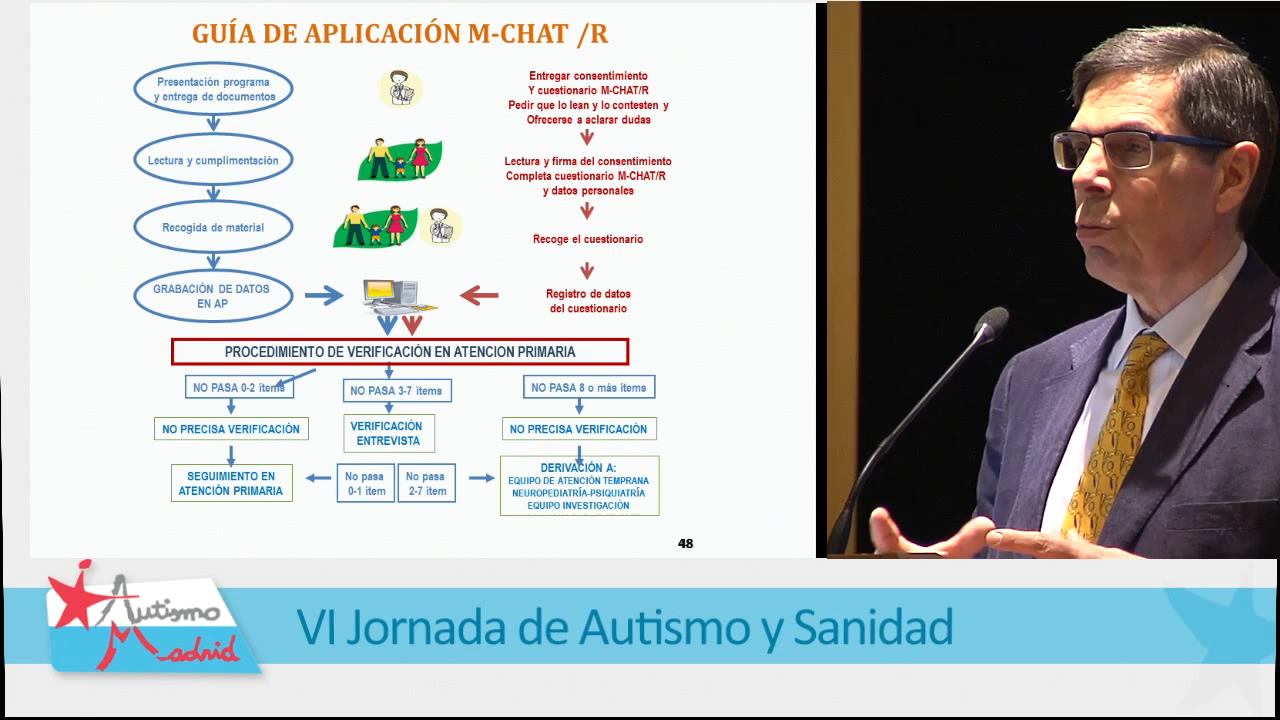 GUÍA DE APLICACIÓN M-CHAT /R
Presentación programa
y entrega de documentos
Lectura y cumplimentación
Recogida de material
GRABACIÓN DE DATOS
EN AP
Entregar consentimiento
Y cuestionario M-CHAT/R
Pedir que lo lean y lo contesten y
Ofrecerse a aclarar dudas
Lectura y firma del consentimiento
Completa cuestionario M-CHAT/R
y datos personales
Recoge el cuestionario
Registro de datos
del cuestionario
PROCEDIMIENTO DE VERIFICACIÓN EN ATENCION PRIMARIA
NO PASA 0-2 ítems
NO PASA 3-7 ítems
NO PASA 8 o más ítems
NO PRECISA VERIFICACIÓN
VERIFICACIÓN
ENTREVISTA
NO PRECISA VERIFICACIÓN
SEGUIMIENTO EN
ATENCIÓN PRIMARIA
No pasa
0-1 ítem
No pasa
2-7 ítem
DERIVACIÓN A:
EQUIPO DE ATENCIÓN TEMPRANA
NEUROPEDIATRÍA-PSIQUIATRÍA
EQUIPO INVESTIGACIÓN
48
Autismo
Madrid
VI Jornada de Autismo y Sanidad